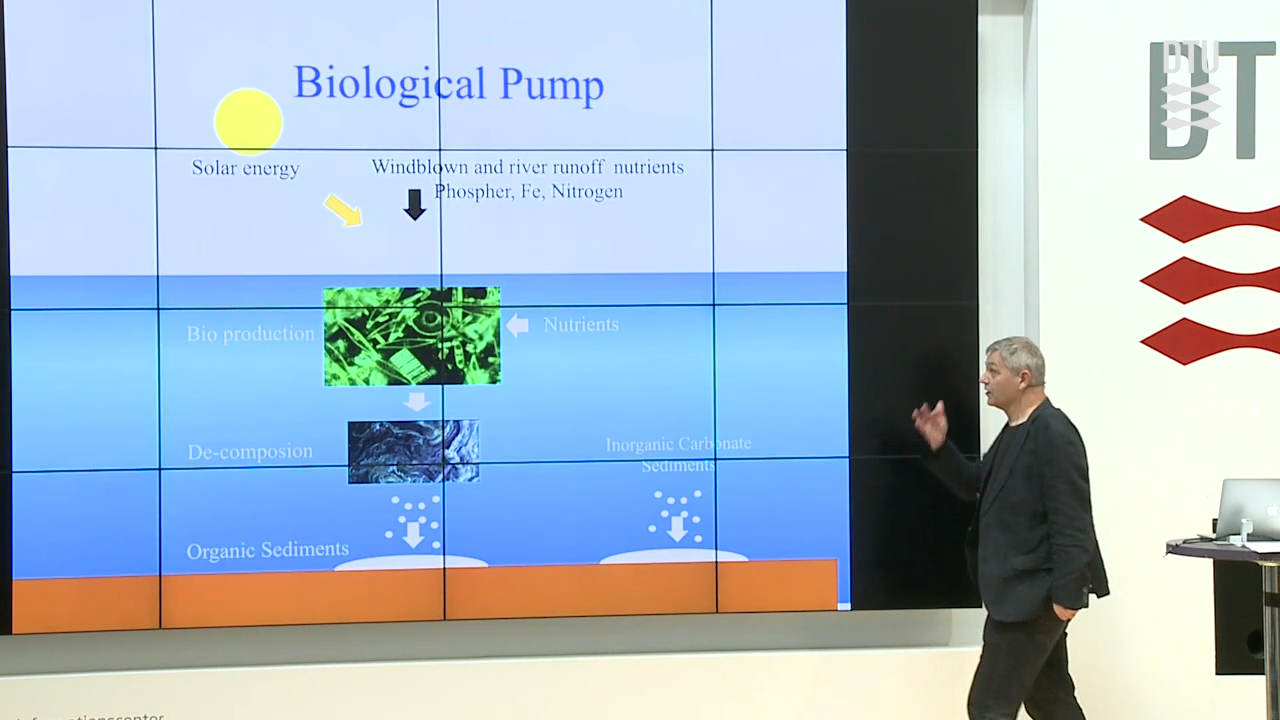 Biological Pump
Solar energy
Windblown and river runoff nutrients
Phospher, Fe, Nitrogen
Bio production
Nutrients
De-composion
Inorganic Carbonate
Sediments
Organic Sediments
DTU
DT